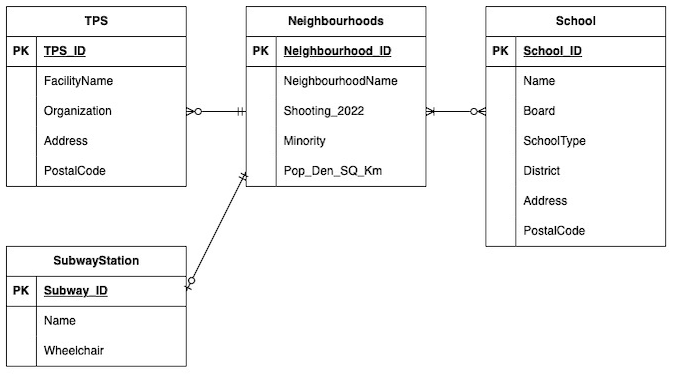 TPS
PK TPS_ID
FacilityName
Organization
Address
PostalCode
Neighbourhoods
PK Neighbourhood_ID
NeighbourhoodName
Shooting_2022
Minority
Pop_Den_SQ_Km
School
PK School_ID
Name
Board
SchoolType
District
Address
PostalCode
SubwayStation
PK Subway_ID
Name
Wheelchair